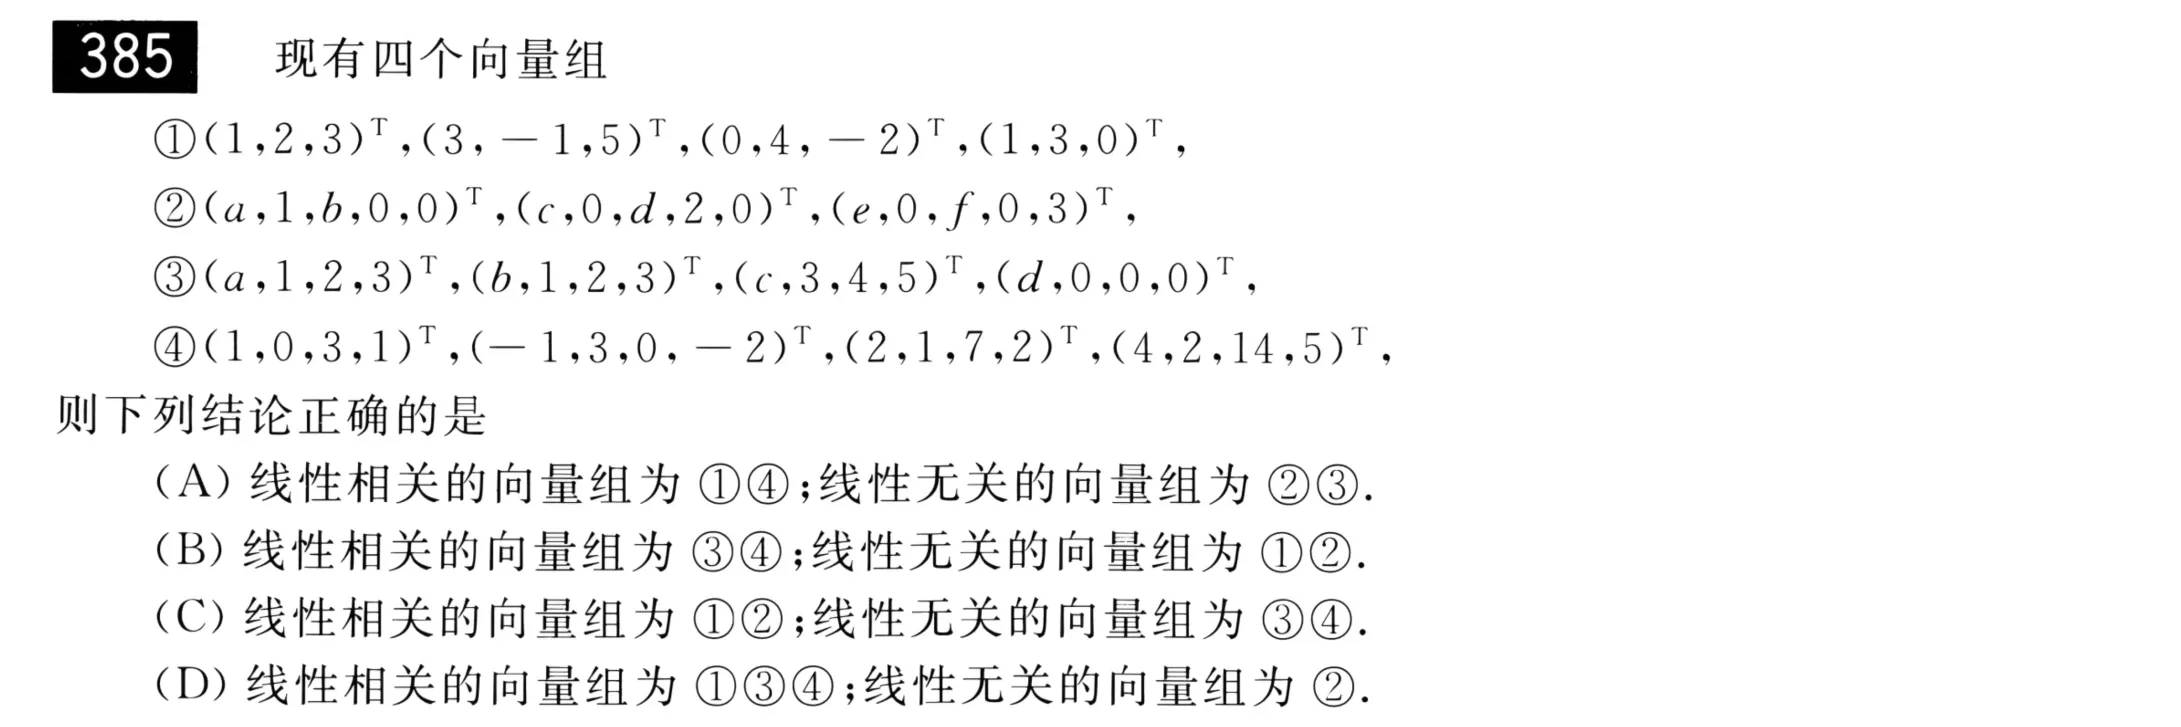 385 现有四个向量组
①(1,2,3)ᵀ,(3,－1,5)ᵀ,(0,4,－2)ᵀ,(1,3,0)ᵀ,
②(a,1,b,0,0)ᵀ,(c,0,d,2,0)ᵀ,(e,0,f,0,3)ᵀ,
③(a,1,2,3)ᵀ,(b,1,2,3)ᵀ,(c,3,4,5)ᵀ,(d,0,0,0)ᵀ,
④(1,0,3,1)ᵀ,(－1,3,0,－2)ᵀ,(2,1,7,2)ᵀ,(4,2,14,5)ᵀ,
则下列结论正确的是
(A) 线性相关的向量组为 ①④;线性无关的向量组为 ②③.
(B) 线性相关的向量组为 ③④;线性无关的向量组为 ①②.
(C) 线性相关的向量组为 ①②;线性无关的向量组为 ③④.
(D) 线性相关的向量组为 ①③④;线性无关的向量组为 ②.